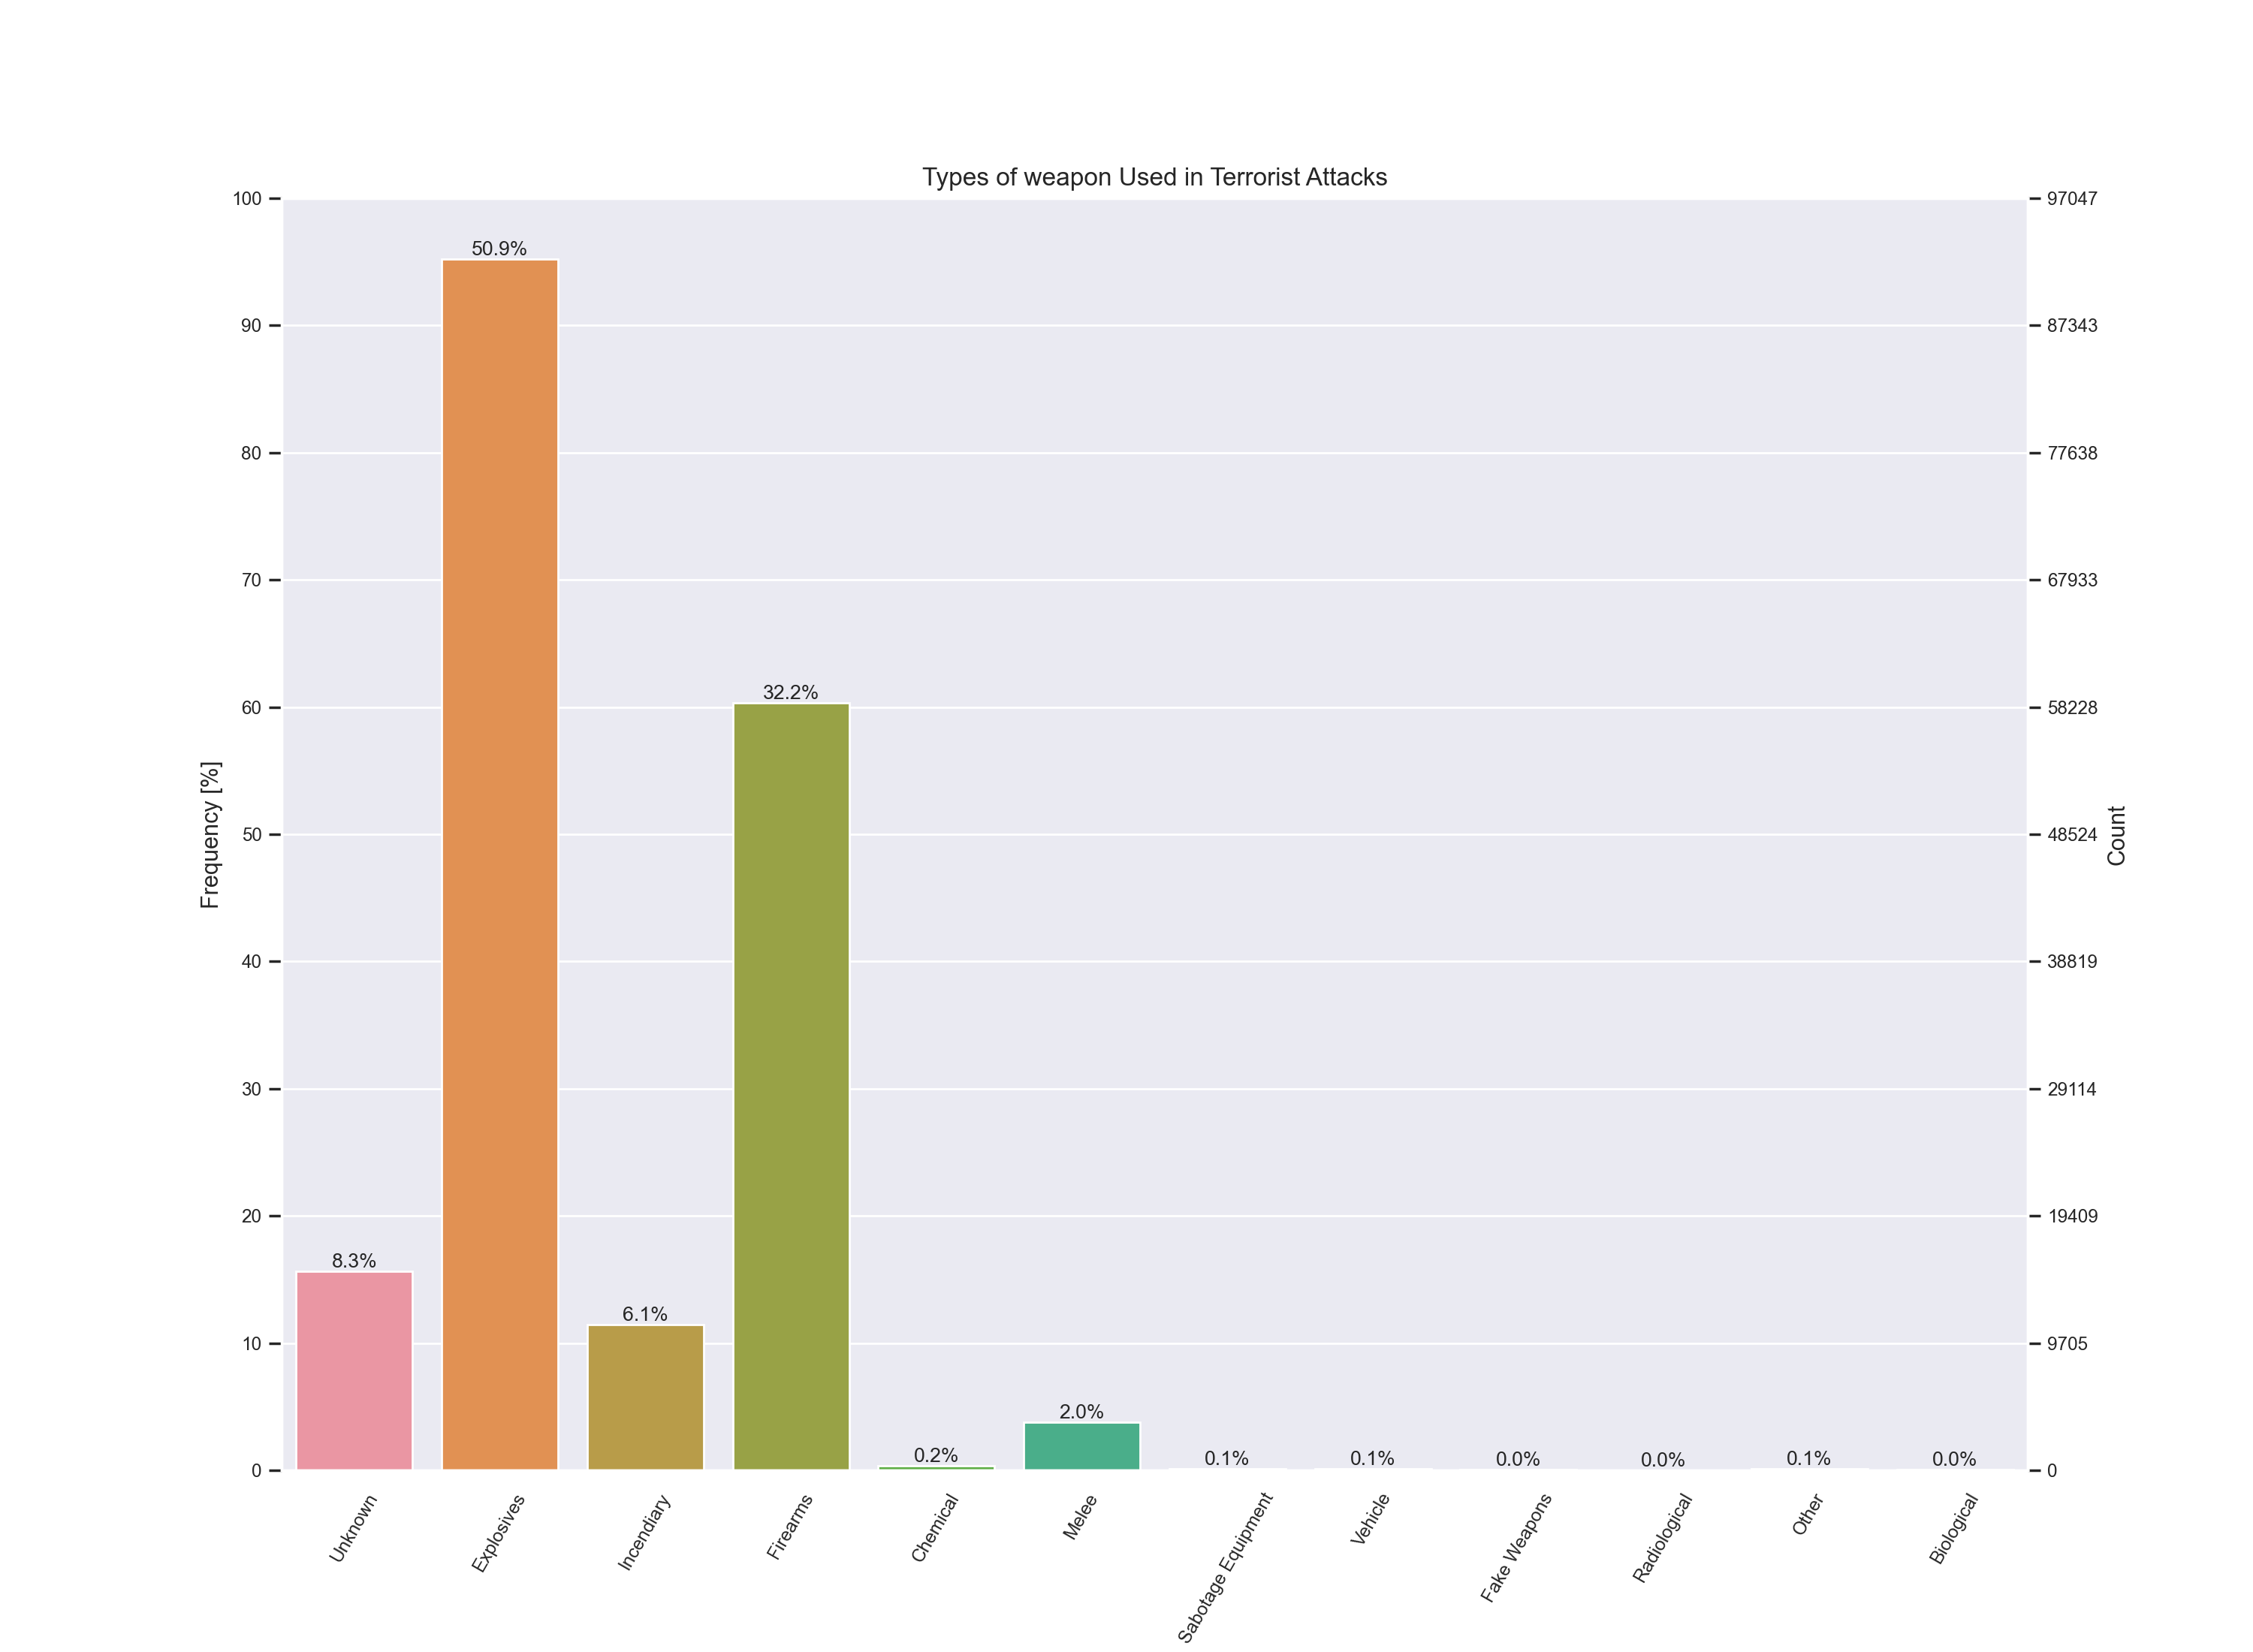 Types of weapon Used in Terrorist Attacks
Frequency [%]
100
90
80
70
60
50
40
30
20
10
0
8.3%
50.9%
6.1%
32.2%
0.2%
2.0%
0.1%
0.1%
0.0%
0.0%
0.1%
0.0%
97047
87343
77638
67933
58228
48524
38819
29114
19409
9705
0
Count
Unknown
Explosives
Incendiary
Firearms
Chemical
Melee
Sabotage Equipment
Vehicle
Fake Weapons
Radiological
Other
Biological